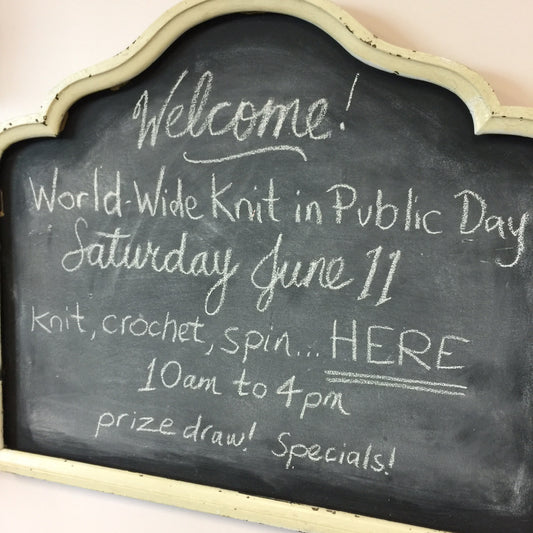 Welcome!
World-Wide Knit in Public Day
Saturday June 11
Knit, crochet, spin... HERE
10am to 4pm
prize draw! Specials!